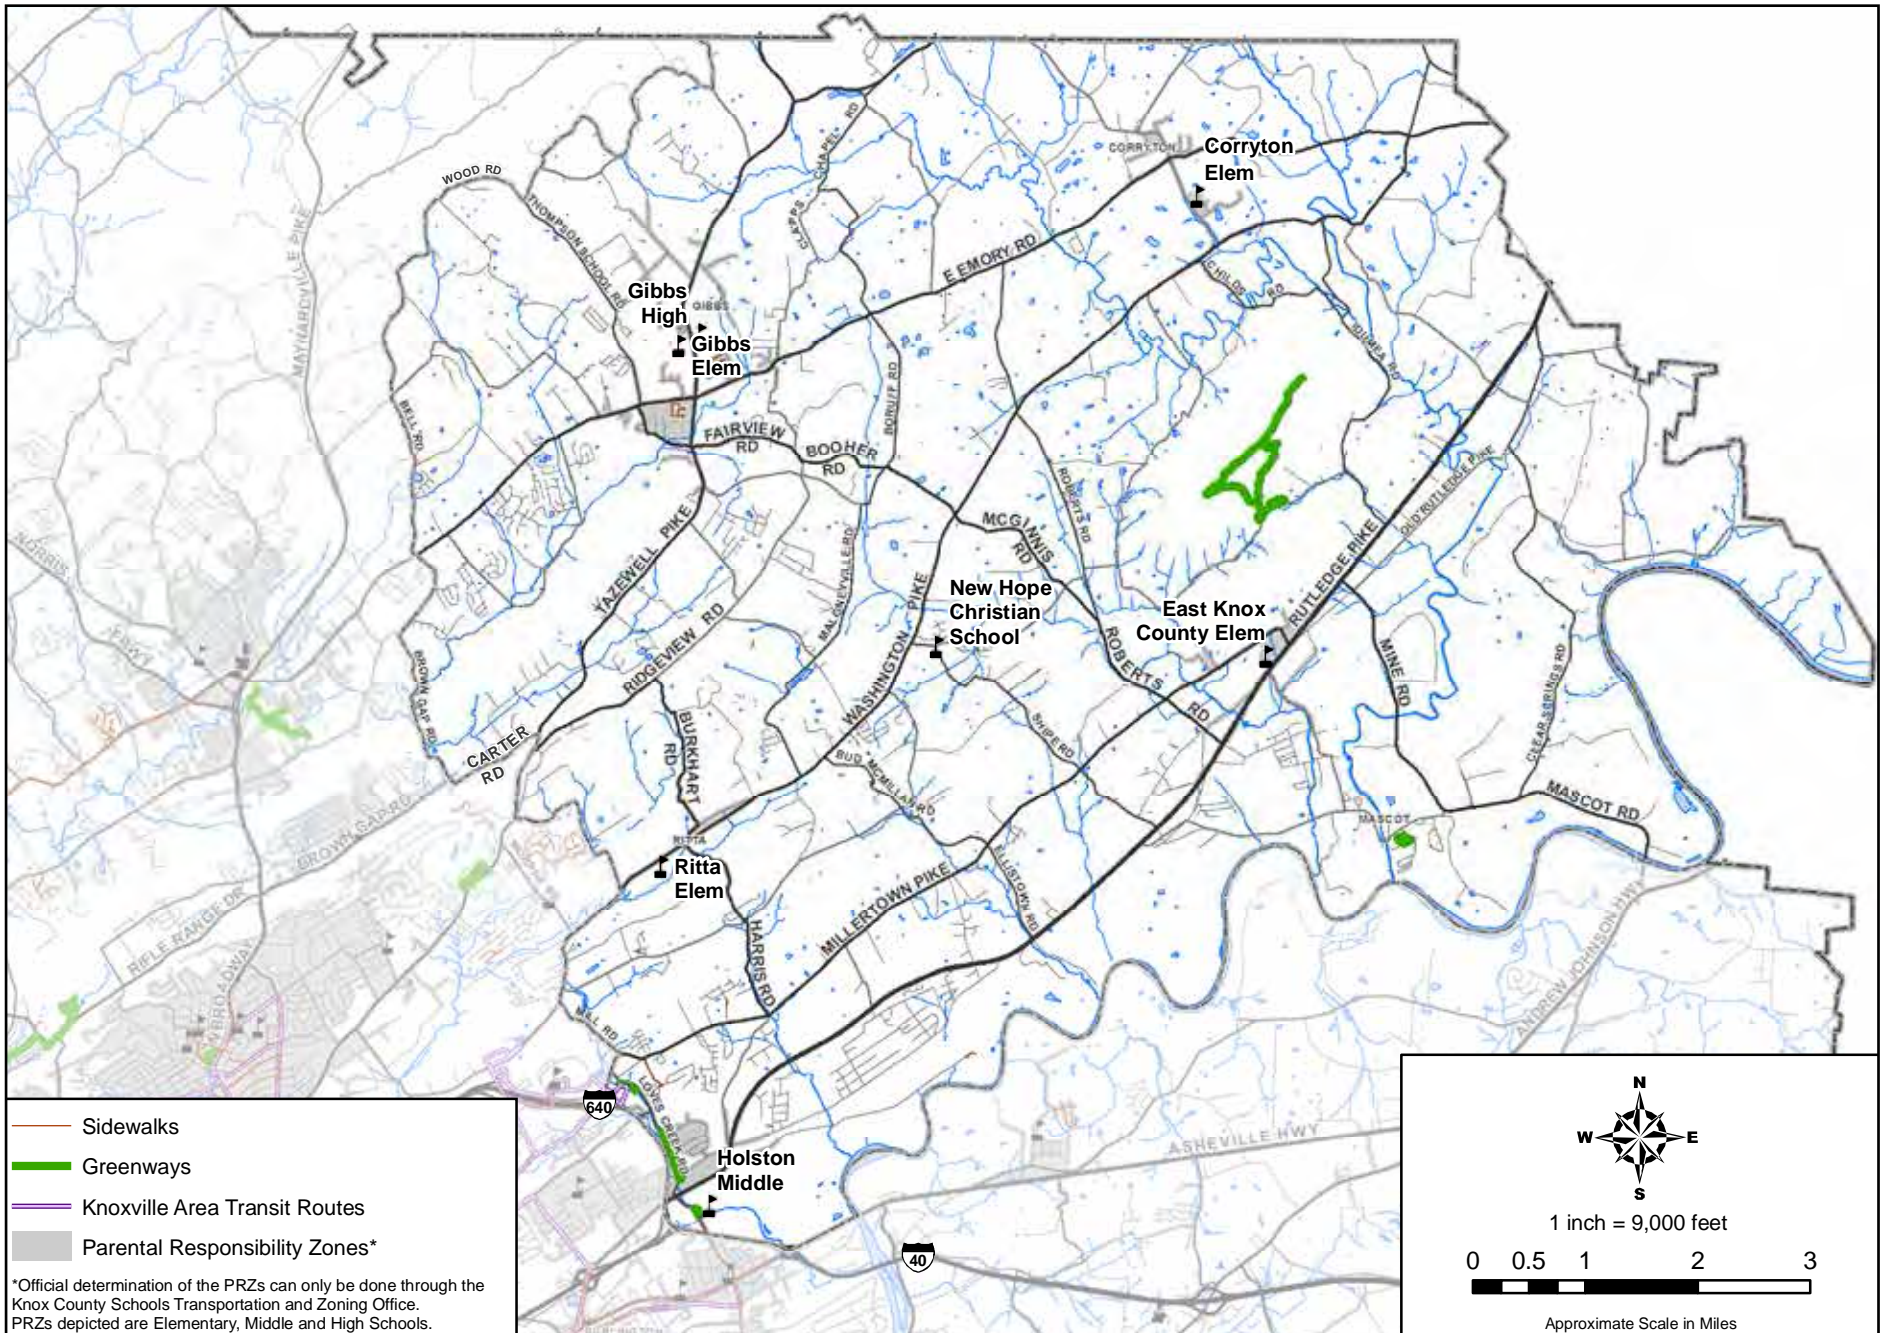 CORRYTON
Corryton
Elem
WOOD RD
THOMPSON SCHOOL RD
CLAPPS CHAPEL RD
MAYNARDVILLE PIKE
E EMORY RD
CHILDS RD
IDUMEA RD
Gibbs
High
GIBBS
Gibbs
Elem
BELL RD
BORUFF RD
FAIRVIEW
RD
BOOHER
RD
ROBERTS RD
MCGINNIS
RD
OLD RUTLEDGE PIKE
RUTLEDGE PIKE
TAZEWELL PIKE
MALONEYVILLE RD
NORRIS
FRWY
New Hope
Christian
School
East Knox
County Elem
RIDGEVIEW RD
WASHINGTON PIKE
ROBERTS
RD
MINE RD
CLEAR SPRINGS RD
BROWN GAP RD
CARTER
RD
BURKHART
RD
SHIPE RD
BUD MCMILLAN RD
MASCOT RD
MASCOT
BROWN GAP RD
RITTA
Ritta
Elem
ELLISTOWN RD
MILLERTOWN PIKE
HARRIS RD
RIFLE RANGE DR
N BROADWAY
ANDREW JOHNSON HWY
MILL RD
640
LOVES CREEK RD
ASHEVILLE HWY
Holston
Middle
40
Sidewalks
Greenways
Knoxville Area Transit Routes
Parental Responsibility Zones*
*Official determination of the PRZs can only be done through the
Knox County Schools Transportation and Zoning Office.
PRZs depicted are Elementary, Middle and High Schools.
N
W E
S
1 inch = 9,000 feet
0 0.5 1 2 3
Approximate Scale in Miles